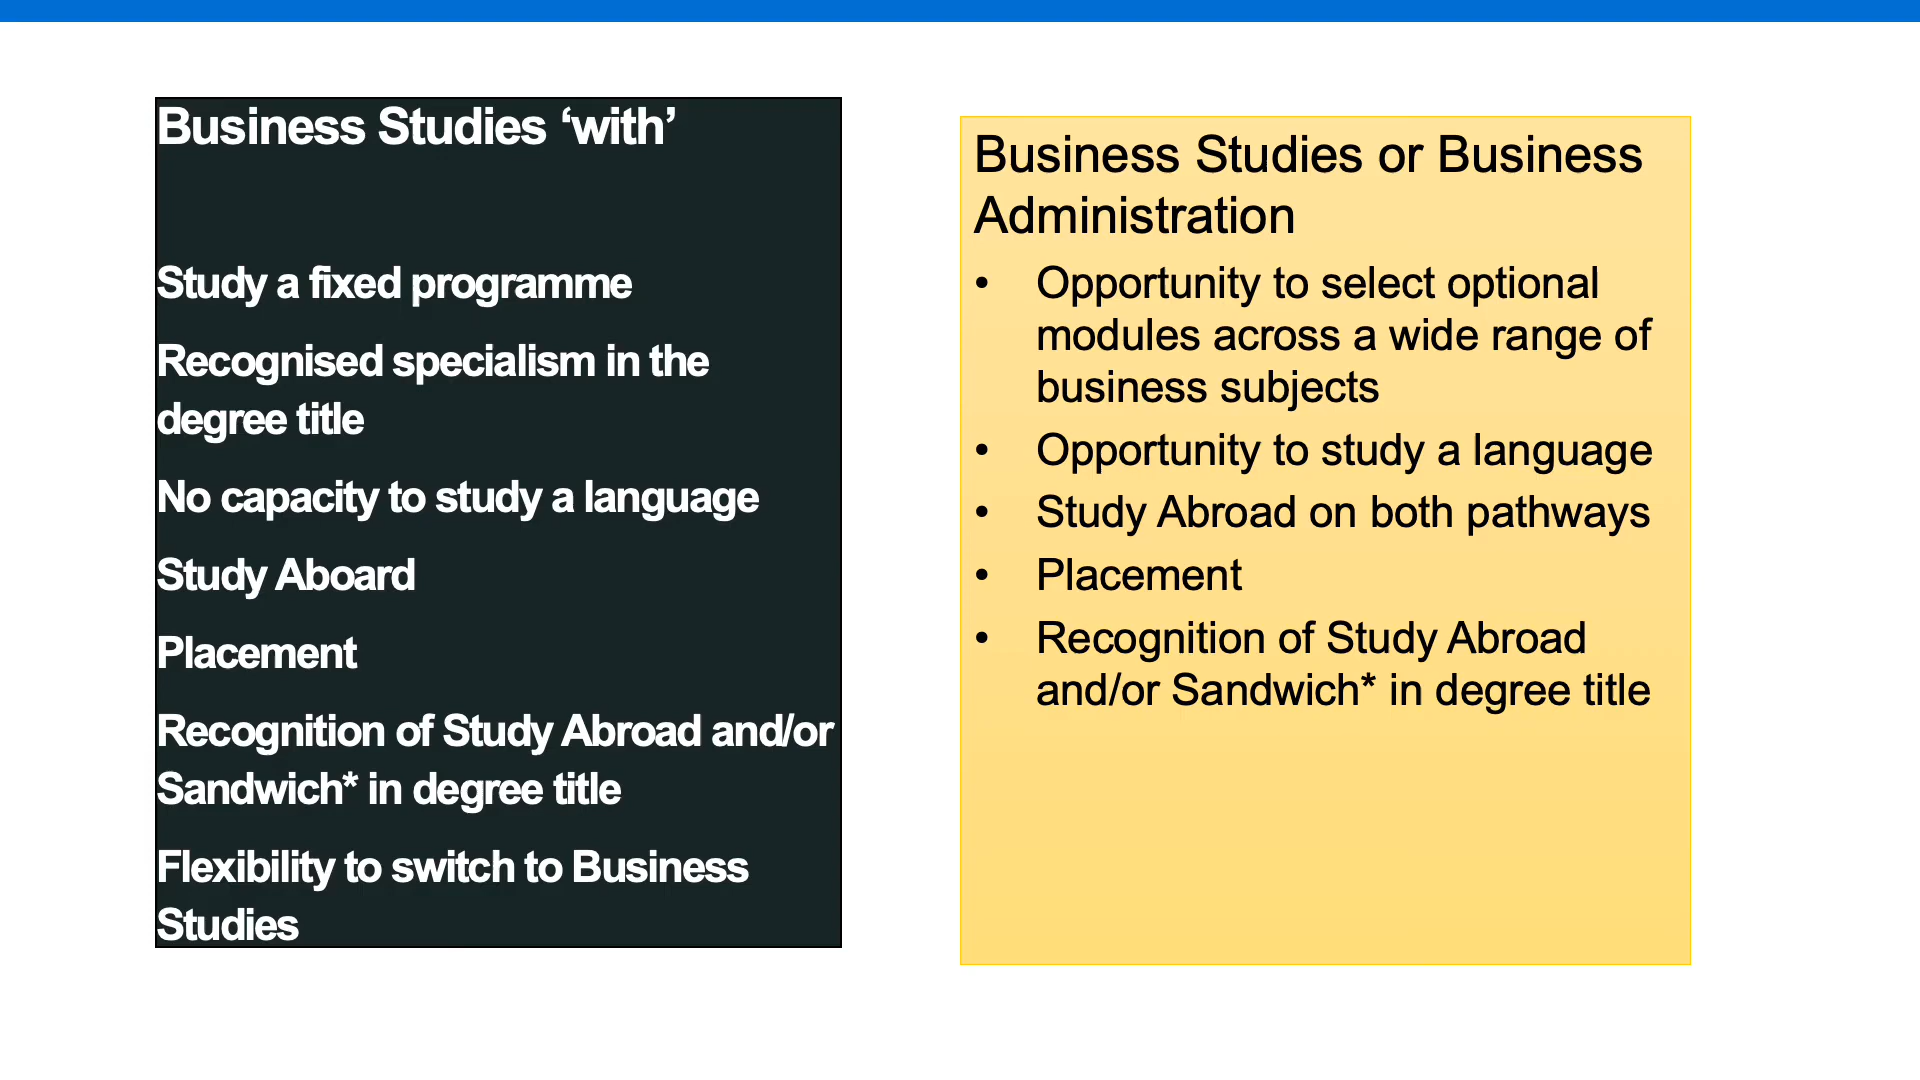 Business Studies ‘with’
Study a fixed programme
Recognised specialism in the
degree title
No capacity to study a language
Study Aboard
Placement
Recognition of Study Abroad and/or
Sandwich* in degree title
Flexibility to switch to Business
Studies
Business Studies or Business
Administration
• Opportunity to select optional
modules across a wide range of
business subjects
• Opportunity to study a language
• Study Abroad on both pathways
• Placement
• Recognition of Study Abroad
and/or Sandwich* in degree title